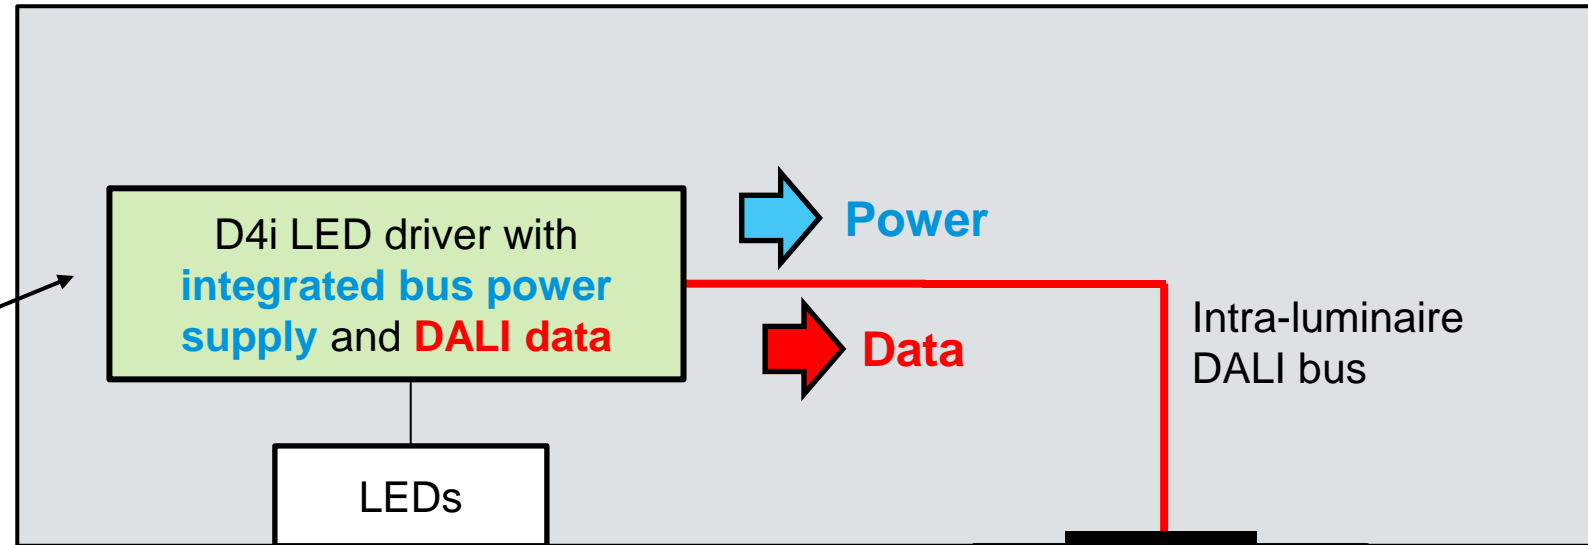 D4i LED driver with
integrated bus power
supply and DALI data
Power
Data
Intra-luminaire
DALI bus
LEDs